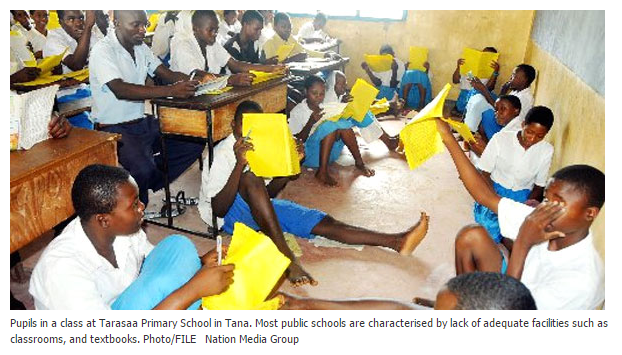 Pupils in a class at Tarasaa Primary School in Tana. Most public schools are characterised by lack of adequate facilities such as
classrooms, and textbooks. Photo/FILE   Nation Media Group